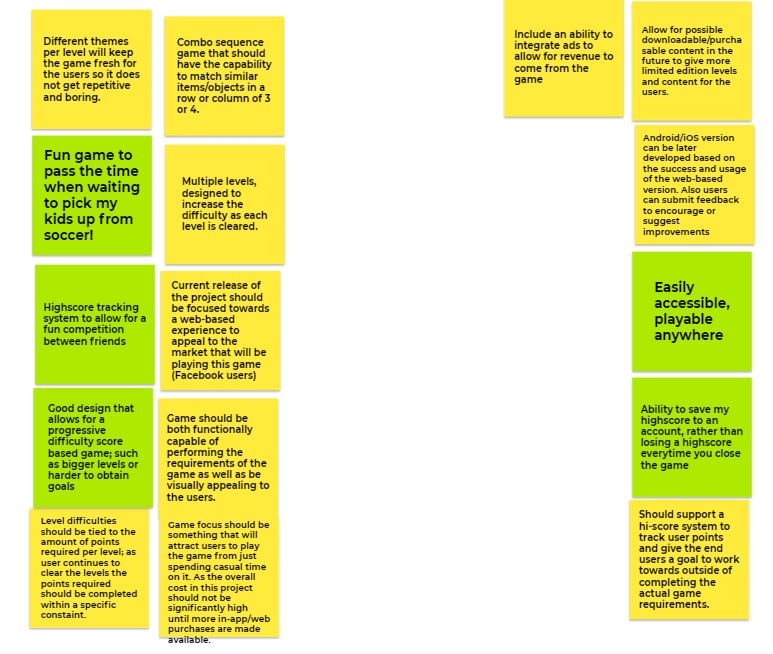 Different themes
per level will keep
the game fresh for
the users so it does
not get repetitive
and boring.
Fun game to
pass the time
when waiting
to pick my
kids up from
soccer!
Highscore tracking
system to allow for a
fun competition
between friends
Good design that
allows for a
progressive
difficulty score
based game; such
as bigger levels or
harder to obtain
goals
Level difficulties
should be tied to the
amount of points
required per level; as
user continues to
clear the levels the
points required
should be completed
within a specific
constaint.
Combo sequence
game that should
have the capability
to match similar
items/objects in a
row or column of 3
or 4.
Multiple levels,
designed to
increase the
difficulty as each
level is cleared.
Current release of
the project should
be focused towards
a web-based
experience to
appeal to the
market that will be
playing this game
(Facebook users)
Game should be
both functionally
capable of
performing the
requirements of the
game as well as be
visually appealing to
the users.
Game focus should be
something that will
attract users to play
the game from just
spending casual time
on it. As the overall
cost in this project
should not be
significantly high
until more in-app/web
purchases are made
available.
Include an ability to
integrate ads to
allow for revenue to
come from the
game
Allow for possible
downloadable/purcha
sable content in the
future to give more
limited edition levels
and content for the
users.
Android/iOS version
can be later
developed based on
the success and usage
of the web-based
version. Also users
can submit feedback
to encourage or
suggest
improvements
Easily
accessible,
playable
anywhere
Ability to save my
highscore to an
account, rather than
losing a highscore
everytime you close
the game
Should support a
hi-score system to
track user points
and give the end
users a goal to work
towards outside of
completing the
actual game
requirements.